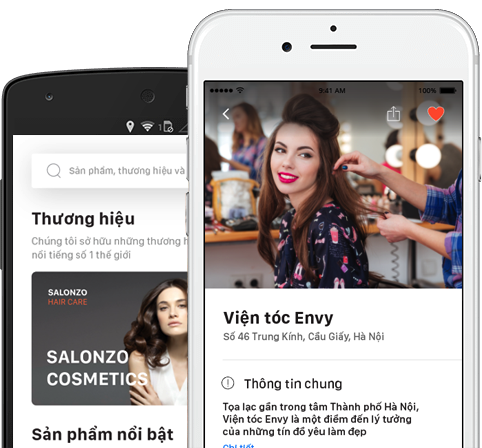 Sản phẩm, thương hiệu và
Thương hiệu
Chúng tôi sở hữu những thương h
nổi tiếng số 1 thế giới
SALONZO
HAIR CARE
SALONZO
COSMETICS
Sản phẩm nổi bật
9:41 AM
100%
Viện tóc Envy
Số 46 Trung Kính, Cầu Giấy, Hà Nội
Thông tin chung
Tọa lạc gần trong tâm Thành phố Hà Nội,
Viện tóc Envy là một điểm đến lý tưởng
của những tín đồ yêu làm đẹp
Chi tiết